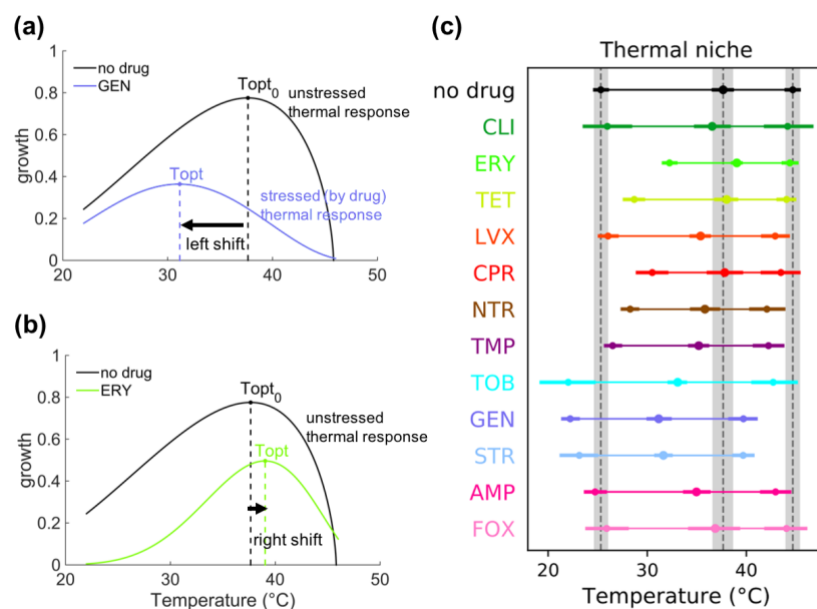 (a)
1
0.8
0.6
0.4
0.2
0
growth
no drug
GEN
Topt0
unstressed
thermal response
Topt
stressed (by drug)
thermal response
left shift
20
30
40
50
(b)
1
0.8
0.6
0.4
0.2
0
growth
no drug
ERY
Topt0
unstressed
thermal response
Topt
right shift
20
30
40
50
Temperature (°C)
(c)
Thermal niche
no drug
CLI
ERY
TET
LVX
CPR
NTR
TMP
TOB
GEN
STR
AMP
FOX
20
30
40
Temperature (°C)